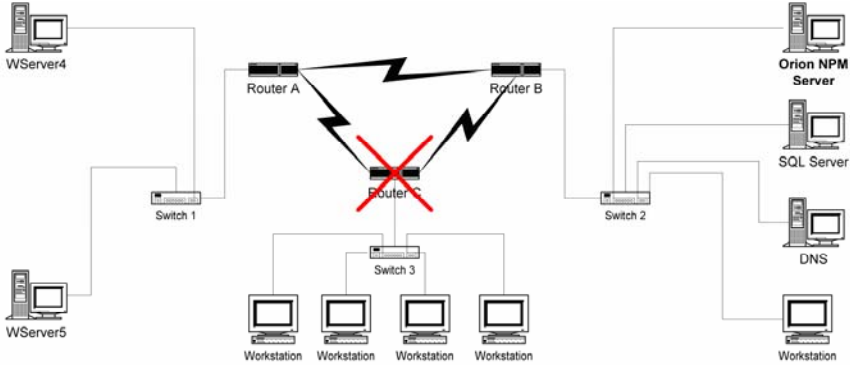 WServer4
Router A
Router B
Orion NPM
Server
SQL Server
Router C
Switch 1
Switch 2
DNS
Switch 3
WServer5
Workstation
Workstation
Workstation
Workstation
Workstation